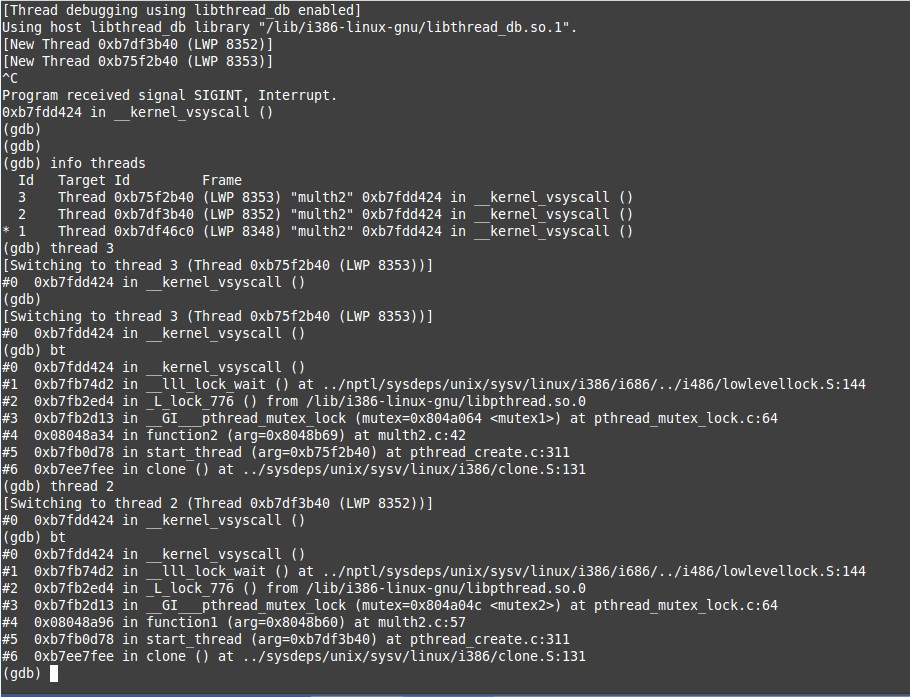 [Thread debugging using libthread_db enabled]
Using host libthread_db library "/lib/i386-linux-gnu/libthread_db.so.1".
[New Thread 0xb7df3b40 (LWP 8352)]
[New Thread 0xb75f2b40 (LWP 8353)]
^C
Program received signal SIGINT, Interrupt.
0xb7fdd424 in __kernel_vsyscall ()
(gdb)
(gdb)
(gdb) info threads
  Id   Target Id         Frame
  3    Thread 0xb75f2b40 (LWP 8353) "multh2" 0xb7fdd424 in __kernel_vsyscall ()
  2    Thread 0xb7df3b40 (LWP 8352) "multh2" 0xb7fdd424 in __kernel_vsyscall ()
* 1    Thread 0xb7df46c0 (LWP 8348) "multh2" 0xb7fdd424 in __kernel_vsyscall ()
(gdb) thread 3
[Switching to thread 3 (Thread 0xb75f2b40 (LWP 8353))]
#0  0xb7fdd424 in __kernel_vsyscall ()
(gdb)
[Switching to thread 3 (Thread 0xb75f2b40 (LWP 8353))]
#0  0xb7fdd424 in __kernel_vsyscall ()
(gdb) bt
#0  0xb7fdd424 in __kernel_vsyscall ()
#1  0xb7fb74d2 in __lll_lock_wait () at ../nptl/sysdeps/unix/sysv/linux/i386/i686/../i486/lowlevellock.S:144
#2  0xb7fb2ed4 in _L_lock_776 () from /lib/i386-linux-gnu/libpthread.so.0
#3  0xb7fb2d13 in __GI___pthread_mutex_lock (mutex=0x804a064 <mutex1>) at pthread_mutex_lock.c:64
#4  0x08048a34 in function2 (arg=0x8048b69) at multh2.c:42
#5  0xb7fb0d78 in start_thread (arg=0xb75f2b40) at pthread_create.c:311
#6  0xb7ee7fee in clone () at ../sysdeps/unix/sysv/linux/i386/clone.S:131
(gdb) thread 2
[Switching to thread 2 (Thread 0xb7df3b40 (LWP 8352))]
#0  0xb7fdd424 in __kernel_vsyscall ()
(gdb) bt
#0  0xb7fdd424 in __kernel_vsyscall ()
#1  0xb7fb74d2 in __lll_lock_wait () at ../nptl/sysdeps/unix/sysv/linux/i386/i686/../i486/lowlevellock.S:144
#2  0xb7fb2ed4 in _L_lock_776 () from /lib/i386-linux-gnu/libpthread.so.0
#3  0xb7fb2d13 in __GI___pthread_mutex_lock (mutex=0x804a04c <mutex2>) at pthread_mutex_lock.c:64
#4  0x08048a96 in function1 (arg=0x8048b60) at multh2.c:57
#5  0xb7fb0d78 in start_thread (arg=0xb7df3b40) at pthread_create.c:311
#6  0xb7ee7fee in clone () at ../sysdeps/unix/sysv/linux/i386/clone.S:131
(gdb)